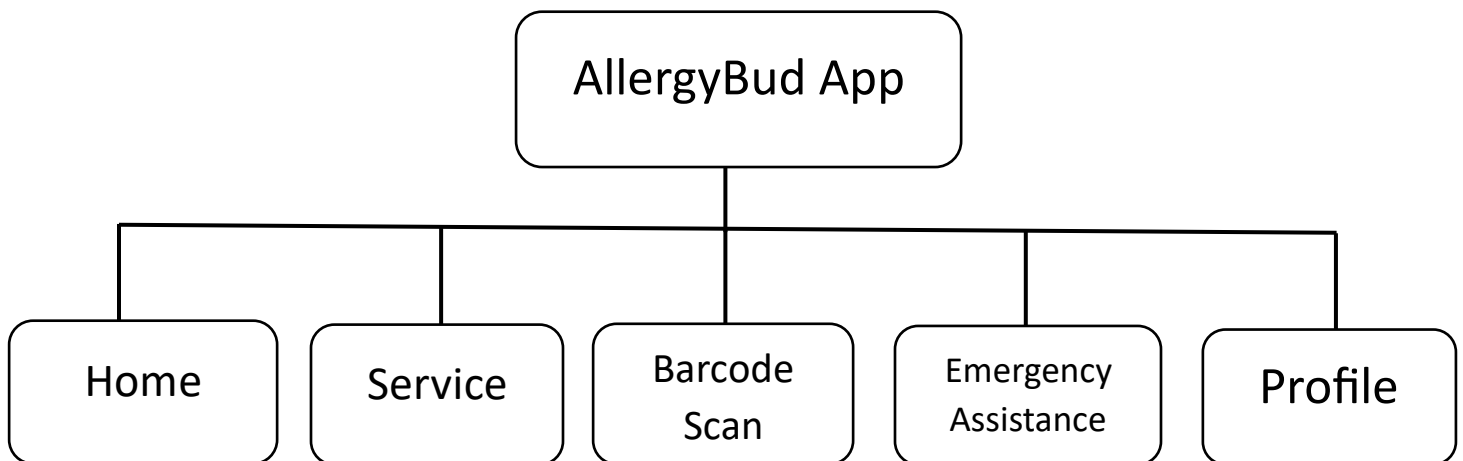 AllergyBud App
Home
Service
Barcode
Scan
Emergency
Assistance
Profile